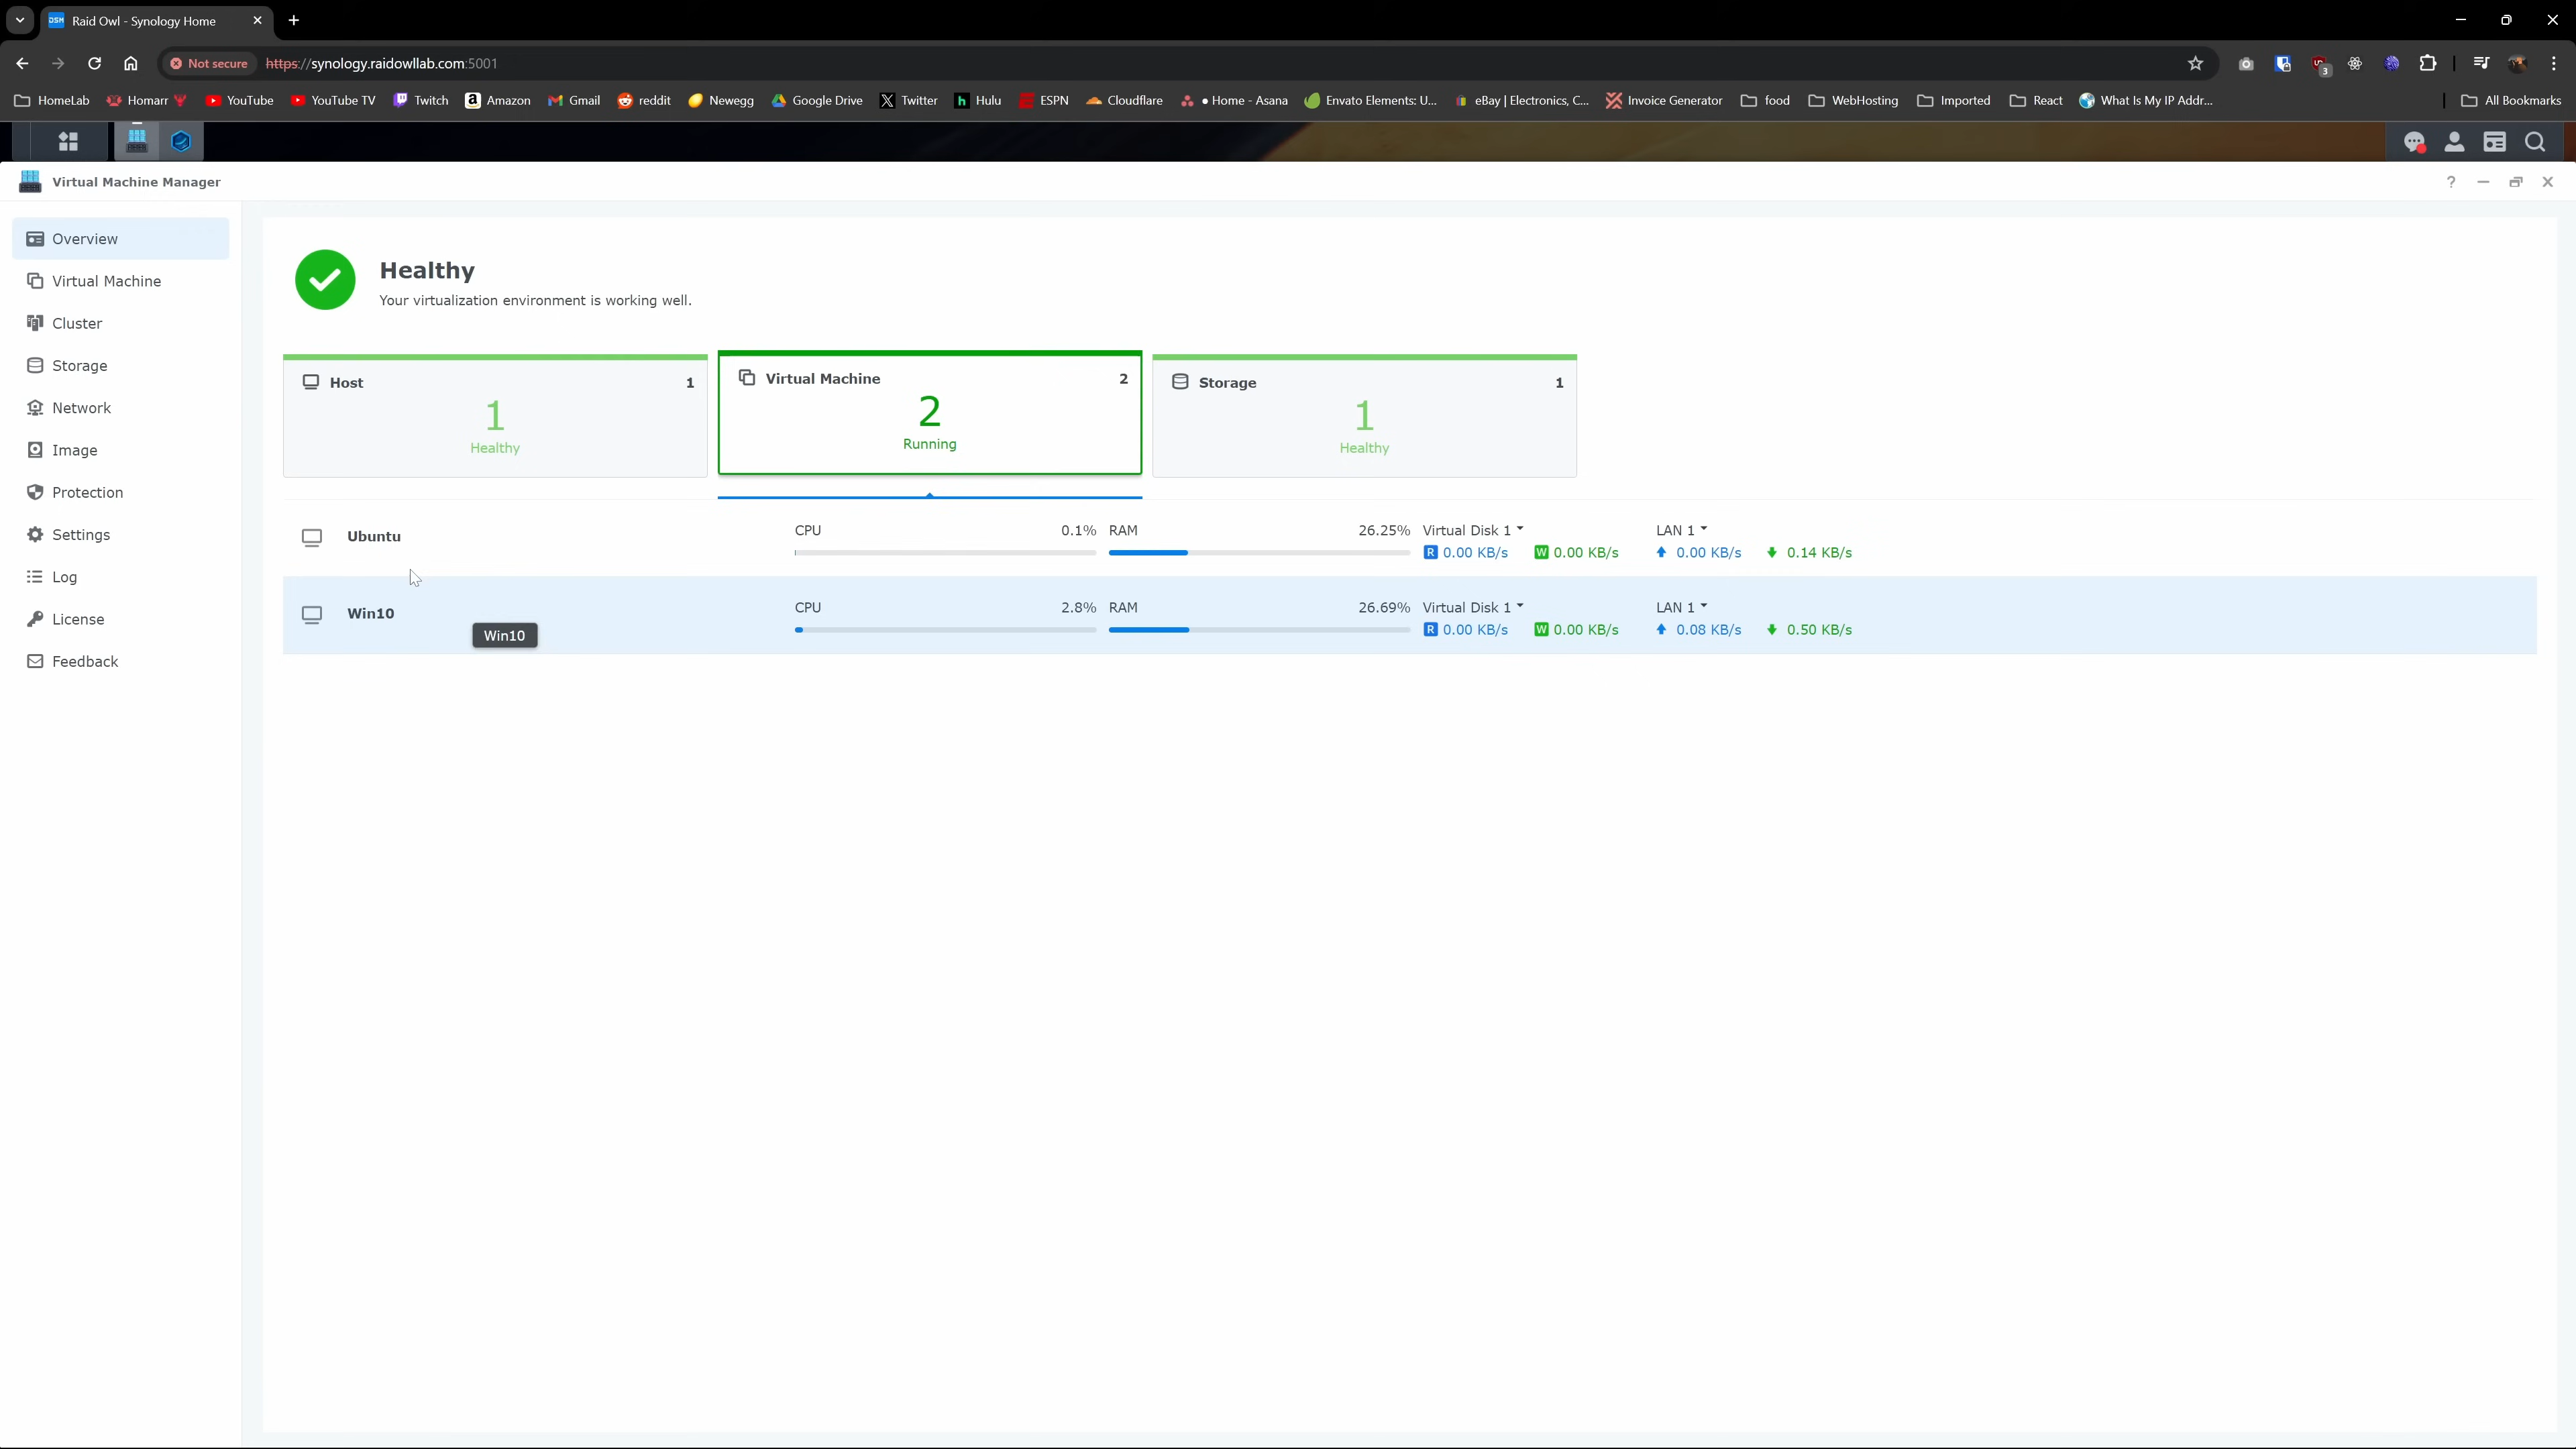 DSM Raid Owl - Synology Home
Not secure https://synology.raidowllab.com:5001
3
HomeLab Homarr YouTube YouTube TV Twitch Amazon Gmail reddit Newegg Google Drive Twitter Hulu ESPN Cloudflare • Home - Asana Envato Elements: U... eBay | Electronics, C... Invoice Generator food WebHosting Imported React What Is My IP Addr... All Bookmarks
Virtual Machine Manager
?
Overview
Virtual Machine
Cluster
Storage
Network
Image
Protection
Settings
Log
License
Feedback
Healthy
Your virtualization environment is working well.
Host 1
1
Healthy
Virtual Machine 2
2
Running
Storage 1
1
Healthy
Ubuntu
CPU 0.1% RAM 26.25% Virtual Disk 1 LAN 1
R 0.00 KB/s W 0.00 KB/s 0.00 KB/s 0.14 KB/s
Win10
CPU 2.8% RAM 26.69% Virtual Disk 1 LAN 1
R 0.00 KB/s W 0.00 KB/s 0.08 KB/s 0.50 KB/s
Win10